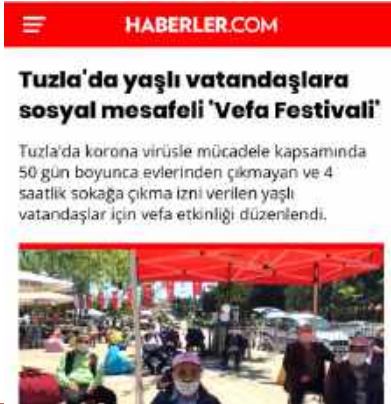 HABERLER.COM
Tuzla'da yaşlı vatandaşlara
sosyal mesafeli 'Vefa Festivali'
Tuzla'da korona virüsle mücadele kapsamında
50 gün boyunca evlerinden çıkmayan ve 4
saatlik sokağa çıkma izni verilen yaşlı
vatandaşlar için vefa etkinliği düzenlendi.